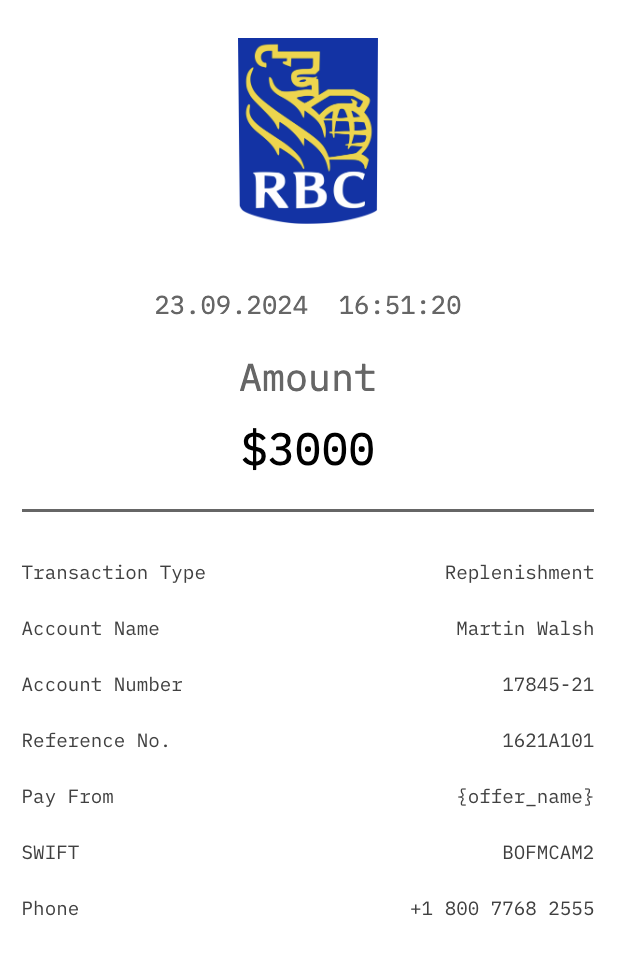 RBC
23.09.2024 16:51:20
Amount
$3000
Transaction Type Replenishment
Account Name Martin Walsh
Account Number 17845-21
Reference No. 1621A101
Pay From {offer_name}
SWIFT BOFMCAM2
Phone +1 800 7768 2555